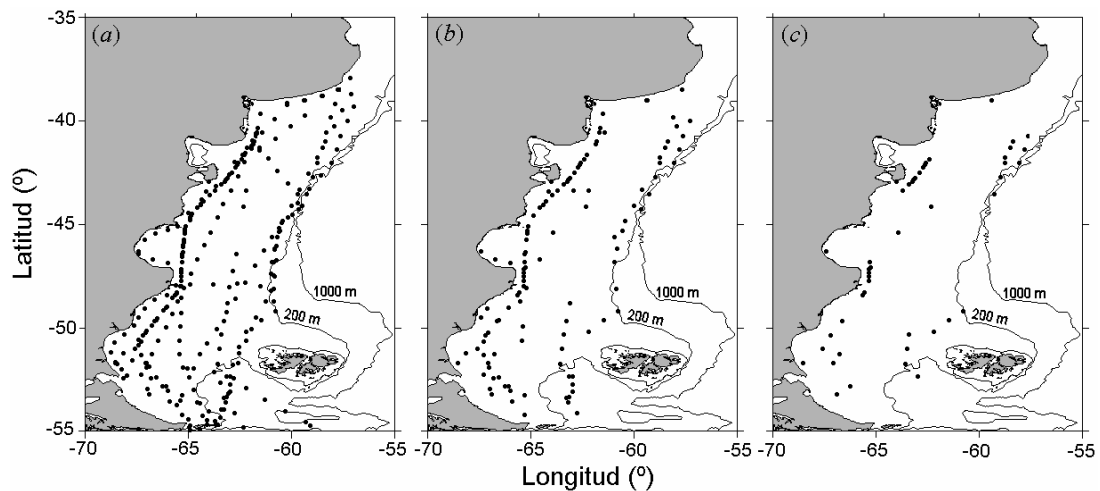 (a) (b) (c)
-35
-40
-45
-50
-55
Latitud (º)
1000 m 1000 m 1000 m
200 m 200 m 200 m
-70 -65 -60 -55 -70 -65 -60 -55 -70 -65 -60 -55
Longitud (º)